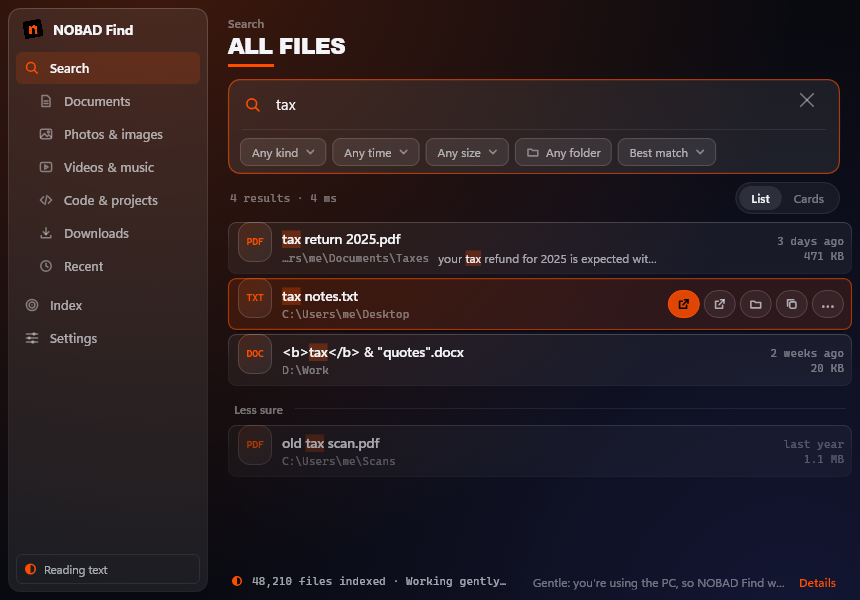 NOBAD Find
Search
Documents
Photos & images
Videos & music
Code & projects
Downloads
Recent
Index
Settings
Reading text
Search
ALL FILES
tax
Any kind
Any time
Any size
Any folder
Best match
4 results · 4 ms
List
Cards
PDF
tax return 2025.pdf
…rs\me\Documents\Taxes your tax refund for 2025 is expected wit…
3 days ago
471 KB
TXT
tax notes.txt
C:\Users\me\Desktop
DOC
<b>tax</b> & "quotes".docx
D:\Work
2 weeks ago
20 KB
Less sure
PDF
old tax scan.pdf
C:\Users\me\Scans
last year
1.1 MB
48,210 files indexed · Working gently…
Gentle: you're using the PC, so NOBAD Find w…
Details